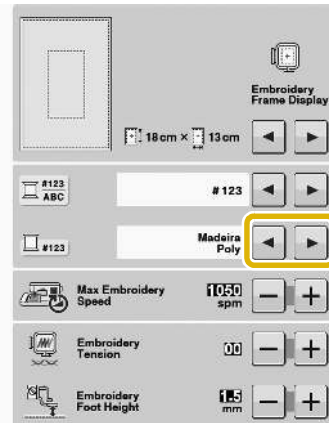 Embroidery
Frame Display
18cm × 13cm
#123
ABC
#123
#123
Madeira
Poly
Max Embroidery
Speed
1050
spm
Embroidery
Tension
00
Embroidery
Foot Height
1.5
mm